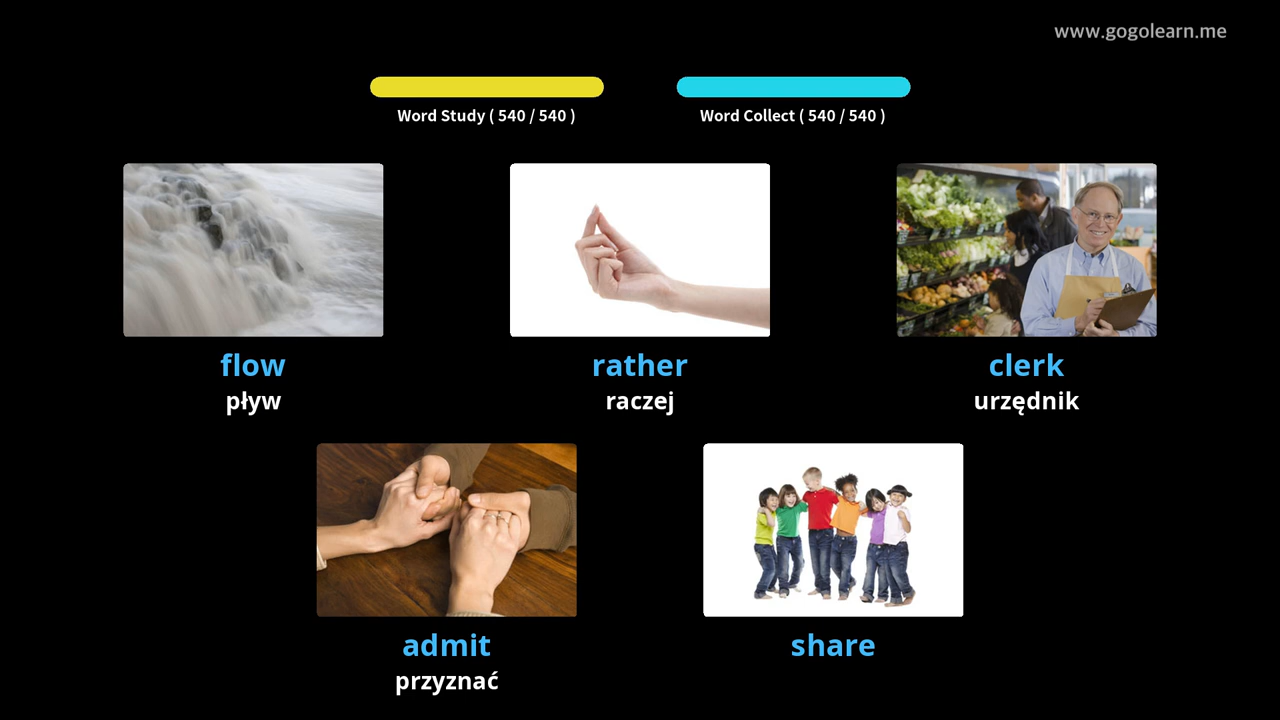 www.gogolearn.me
Word Study ( 540 / 540 )
Word Collect ( 540 / 540 )
flow
pływ
rather
raczej
clerk
urzędnik
admit
przyznać
share